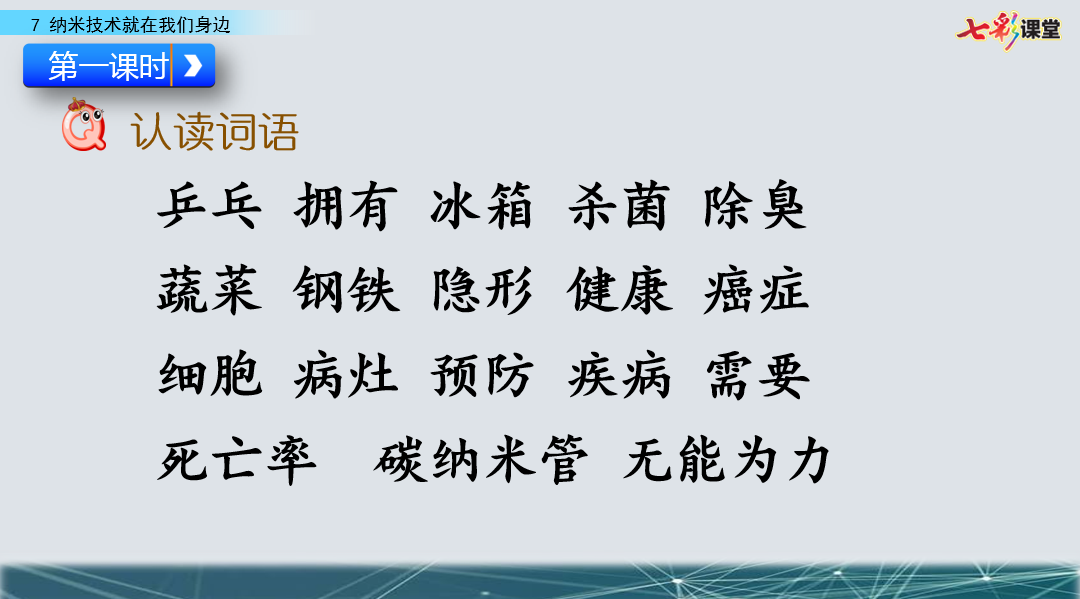 7 纳米技术就在我们身边
七彩课堂
第一课时
认读词语
乒乓 拥有 冰箱 杀菌 除臭
蔬菜 钢铁 隐形 健康 癌症
细胞 病灶 预防 疾病 需要
死亡率 碳纳米管 无能为力